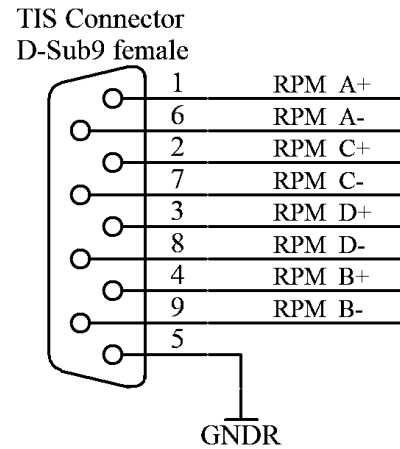 TIS Connector
D-Sub9 female
1 RPM A+
6 RPM A-
2 RPM C+
7 RPM C-
3 RPM D+
8 RPM D-
4 RPM B+
9 RPM B-
5
GNDR